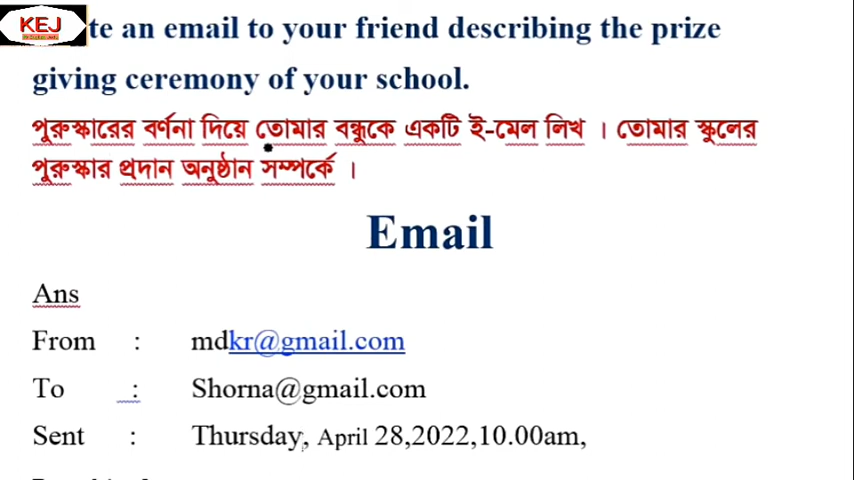 KEJ
te an email to your friend describing the prize
giving ceremony of your school.
পুরুস্কারের বর্ণনা দিয়ে তোমার বন্ধুকে একটি ই-মেল লিখ । তোমার স্কুলের
পুরুস্কার প্রদান অনুষ্ঠান সম্পর্কে ।
Email
Ans
From : mdkr@gmail.com
To : Shorna@gmail.com
Sent : Thursday, April 28,2022,10.00am,